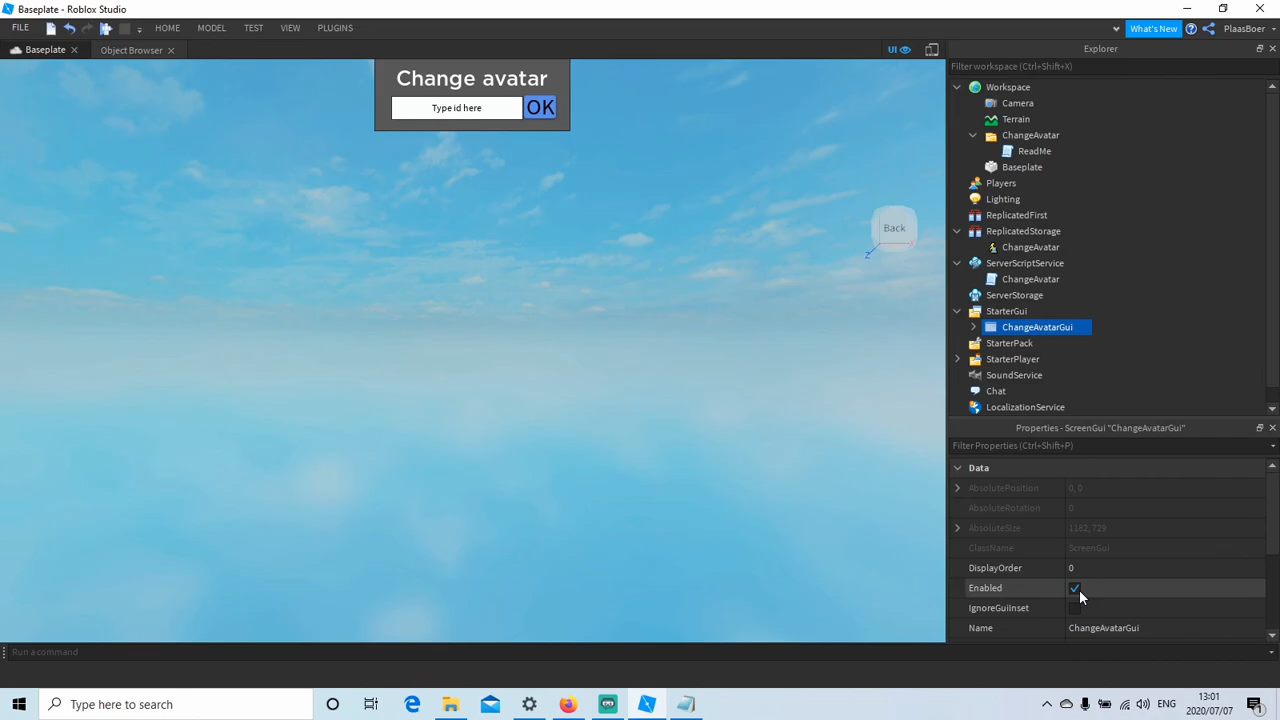 Baseplate - Roblox Studio
FILE HOME MODEL TEST VIEW PLUGINS What's New PlaasBoer
Baseplate Object Browser UI Explorer
Filter workspace (Ctrl+Shift+X)
Change avatar
Type id here OK
Back
Z
Workspace
Camera
Terrain
ChangeAvatar
ReadMe
Baseplate
Players
Lighting
ReplicatedFirst
ReplicatedStorage
ChangeAvatar
ServerScriptService
ChangeAvatar
ServerStorage
StarterGui
ChangeAvatarGui
StarterPack
StarterPlayer
SoundService
Chat
LocalizationService
Properties - ScreenGui "ChangeAvatarGui"
Filter Properties (Ctrl+Shift+P)
Data
AbsolutePosition 0, 0
AbsoluteRotation 0
AbsoluteSize 1182, 729
ClassName ScreenGui
DisplayOrder 0
Enabled
IgnoreGuiInset
Name ChangeAvatarGui
Run a command
Type here to search
ENG
13:01
2020/07/07
1